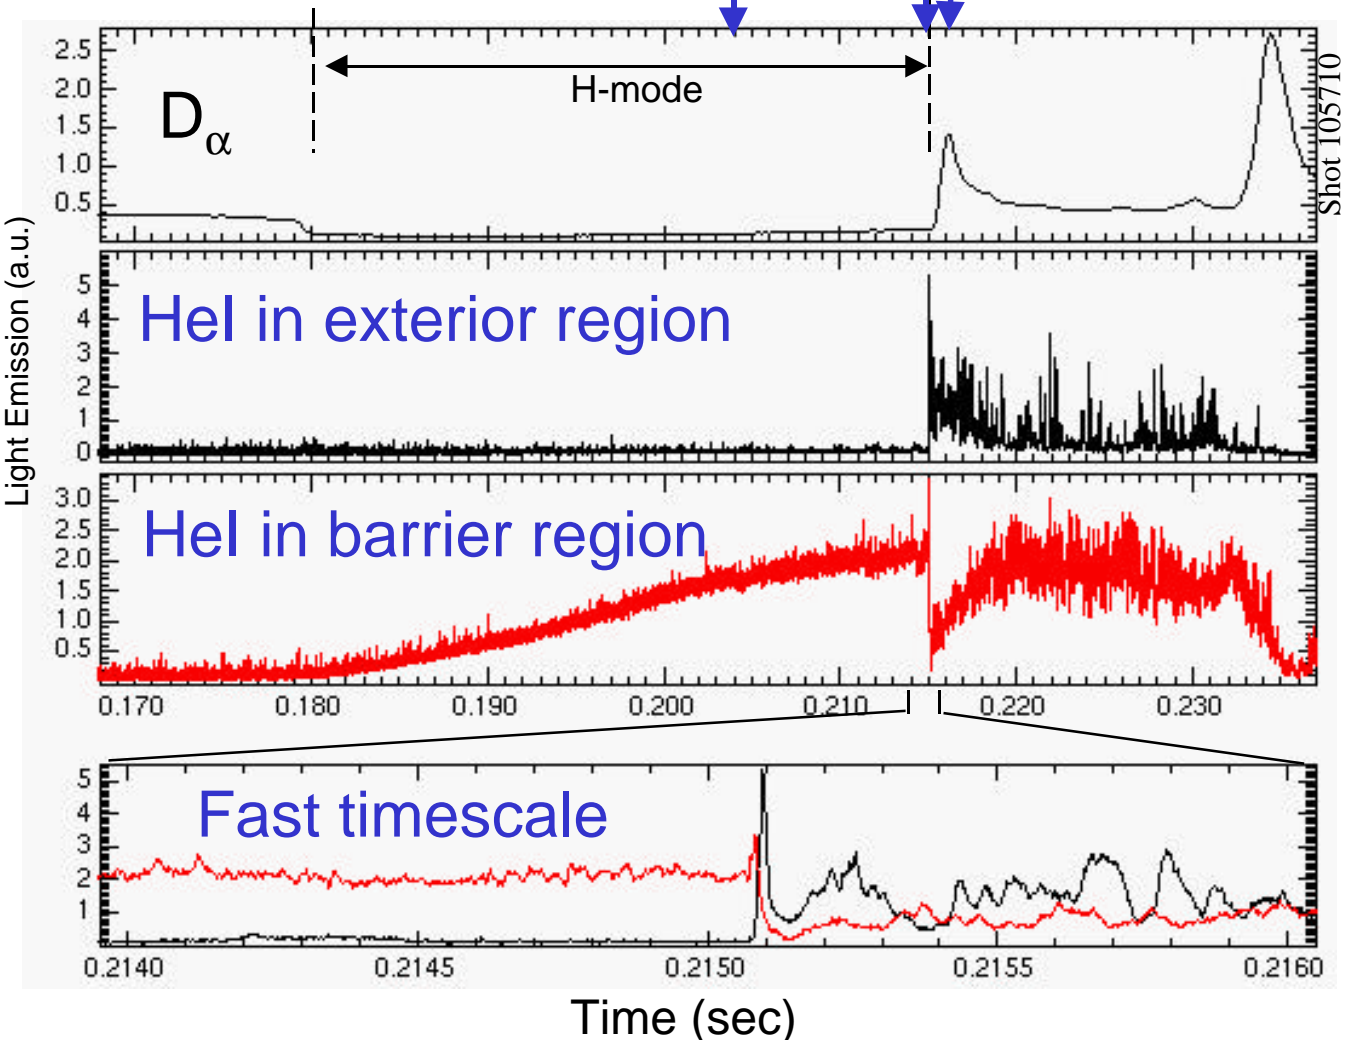 2.5
2.0
1.5
1.0
0.5
D α
H-mode
Shot 105710
Light Emission (a.u.)
5
4
3
2
1
0
HeI in exterior region
3.0
2.5
2.0
1.5
1.0
0.5
HeI in barrier region
0.170 0.180 0.190 0.200 0.210 0.220 0.230
5
4
3
2
1
Fast timescale
0.2140 0.2145 0.2150 0.2155 0.2160
Time (sec)